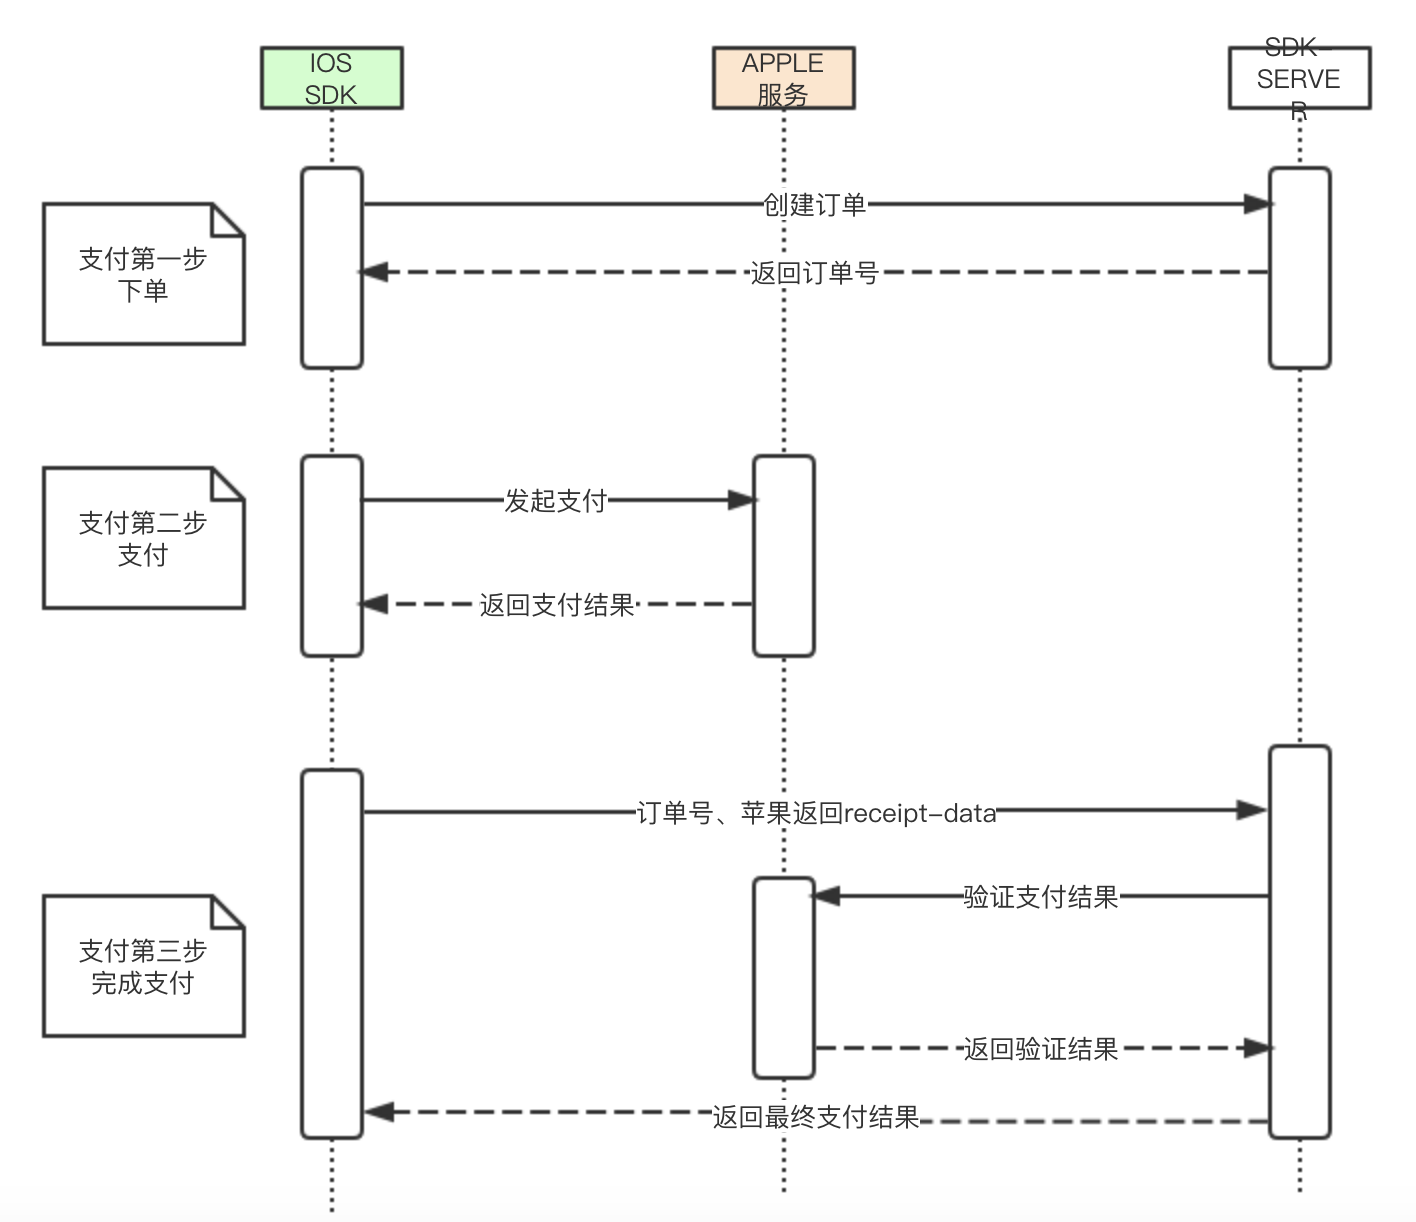 IOS
SDK
APPLE
服务
SDK-
SERVE
R
支付第一步
下单
创建订单
返回订单号
支付第二步
支付
发起支付
返回支付结果
支付第三步
完成支付
订单号、苹果返回receipt-data
验证支付结果
返回验证结果
返回最终支付结果